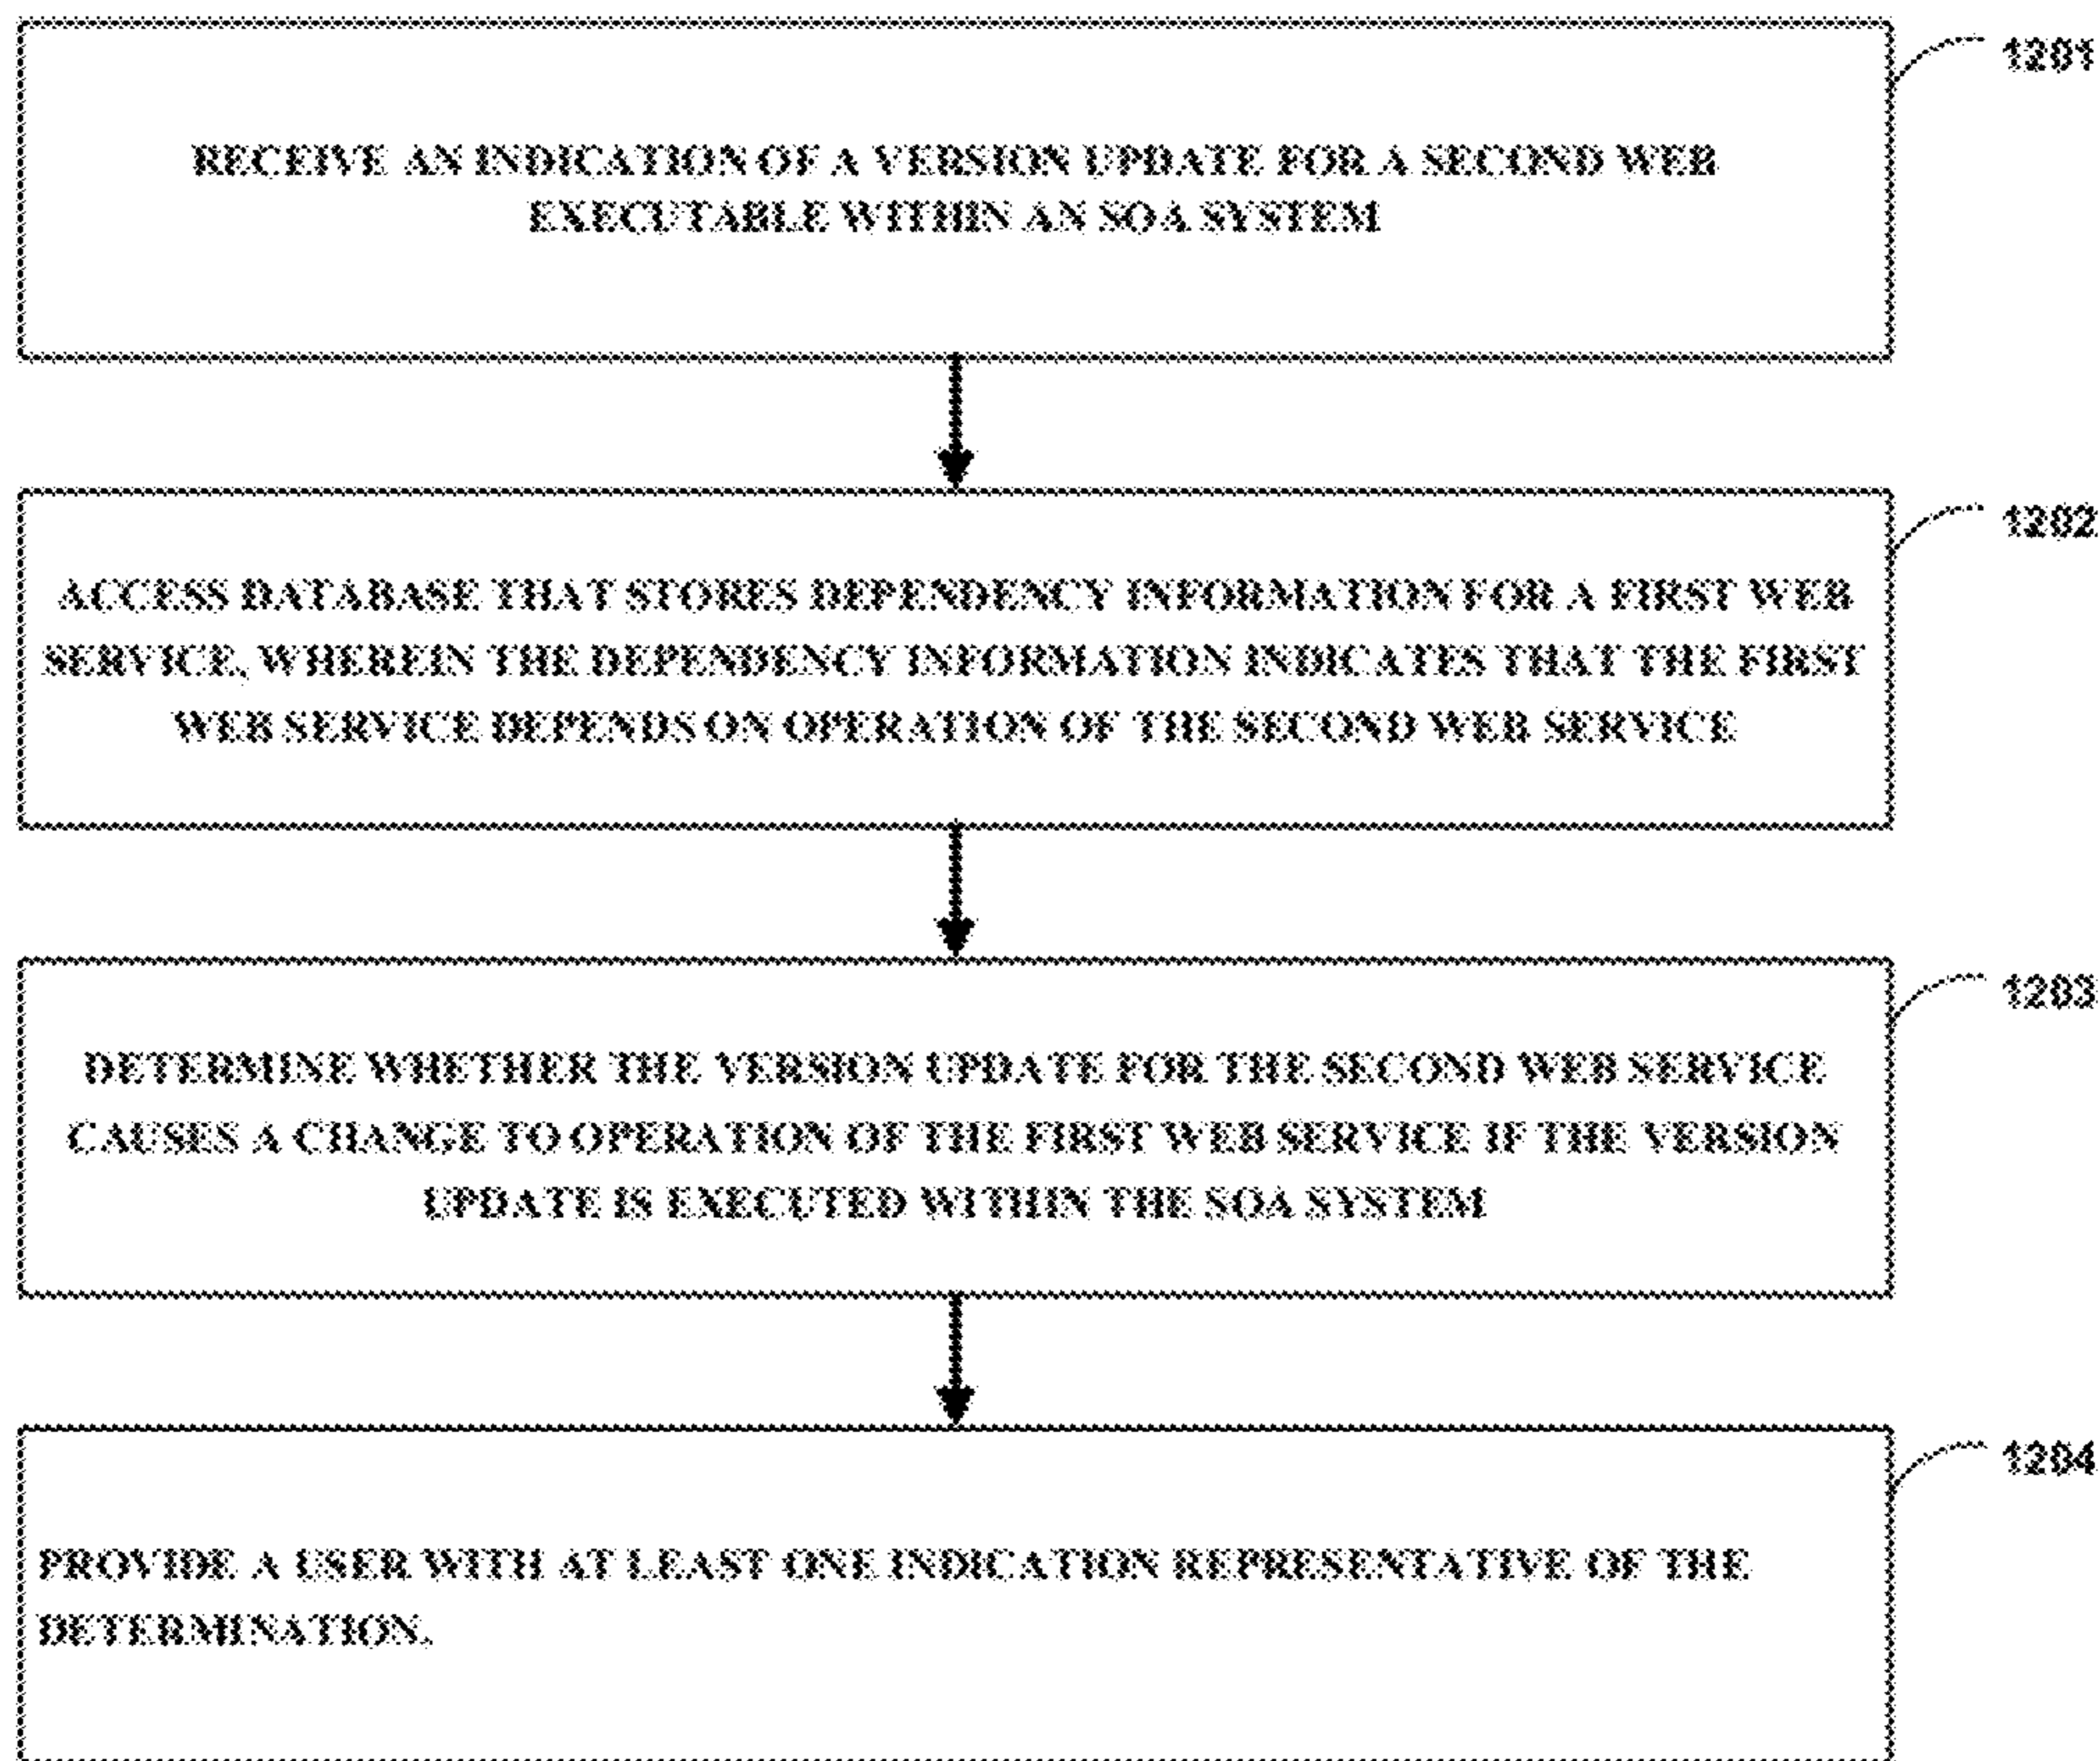 1201
RECEIVE AN INDICATION OF A VERSION UPDATE FOR A SECOND WEB
EXECUTABLE WITHIN AN SOA SYSTEM
1202
ACCESS DATABASE THAT STORES DEPENDENCY INFORMATION FOR A FIRST WEB
SERVICE, WHEREIN THE DEPENDENCY INFORMATION INDICATES THAT THE FIRST
WEB SERVICE DEPENDS ON OPERATION OF THE SECOND WEB SERVICE
1203
DETERMINE WHETHER THE VERSION UPDATE FOR THE SECOND WEB SERVICE
CAUSES A CHANGE TO OPERATION OF THE FIRST WEB SERVICE IF THE VERSION
UPDATE IS EXECUTED WITHIN THE SOA SYSTEM
1204
PROVIDE A USER WITH AT LEAST ONE INDICATION REPRESENTATIVE OF THE
DETERMINATION.